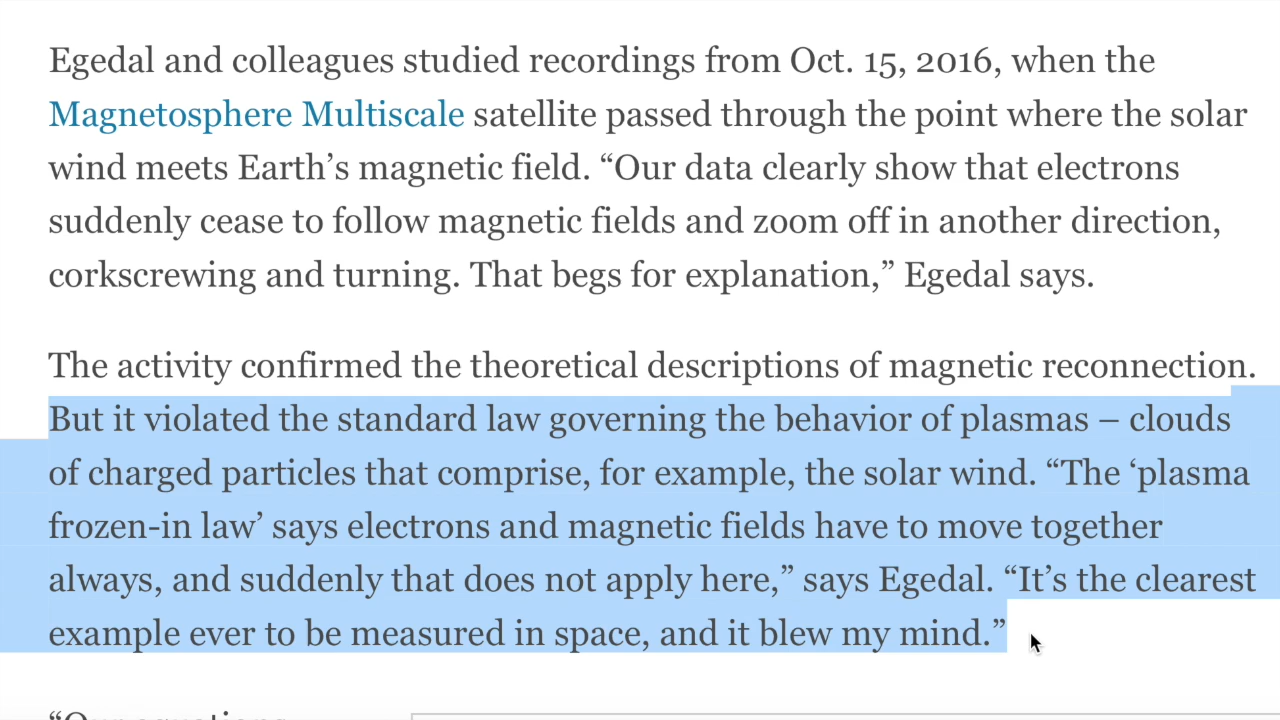 Egedal and colleagues studied recordings from Oct. 15, 2016, when the
Magnetosphere Multiscale satellite passed through the point where the solar
wind meets Earth’s magnetic field. “Our data clearly show that electrons
suddenly cease to follow magnetic fields and zoom off in another direction,
corkscrewing and turning. That begs for explanation,” Egedal says.
The activity confirmed the theoretical descriptions of magnetic reconnection.
But it violated the standard law governing the behavior of plasmas – clouds
of charged particles that comprise, for example, the solar wind. “The ‘plasma
frozen-in law’ says electrons and magnetic fields have to move together
always, and suddenly that does not apply here,” says Egedal. “It’s the clearest
example ever to be measured in space, and it blew my mind.”